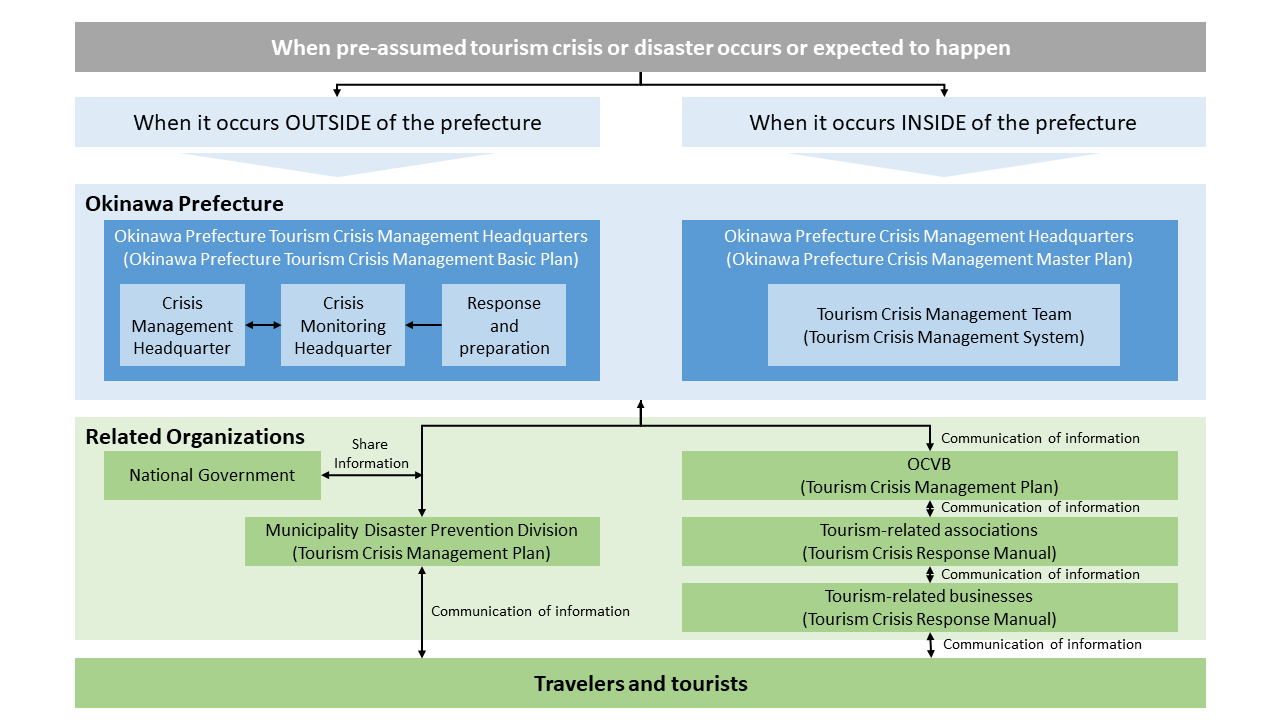 When pre-assumed tourism crisis or disaster occurs or expected to happen
When it occurs OUTSIDE of the prefecture
When it occurs INSIDE of the prefecture
Okinawa Prefecture
Okinawa Prefecture Tourism Crisis Management Headquarters
(Okinawa Prefecture Tourism Crisis Management Basic Plan)
Crisis
Management
Headquarter
Crisis
Monitoring
Headquarter
Response
and
preparation
Okinawa Prefecture Crisis Management Headquarters
(Okinawa Prefecture Crisis Management Master Plan)
Tourism Crisis Management Team
(Tourism Crisis Management System)
Related Organizations
Share
Information
National Government
Municipality Disaster Prevention Division
(Tourism Crisis Management Plan)
Communication of information
Communication of information
OCVB
(Tourism Crisis Management Plan)
Communication of information
Tourism-related associations
(Tourism Crisis Response Manual)
Communication of information
Tourism-related businesses
(Tourism Crisis Response Manual)
Communication of information
Travelers and tourists